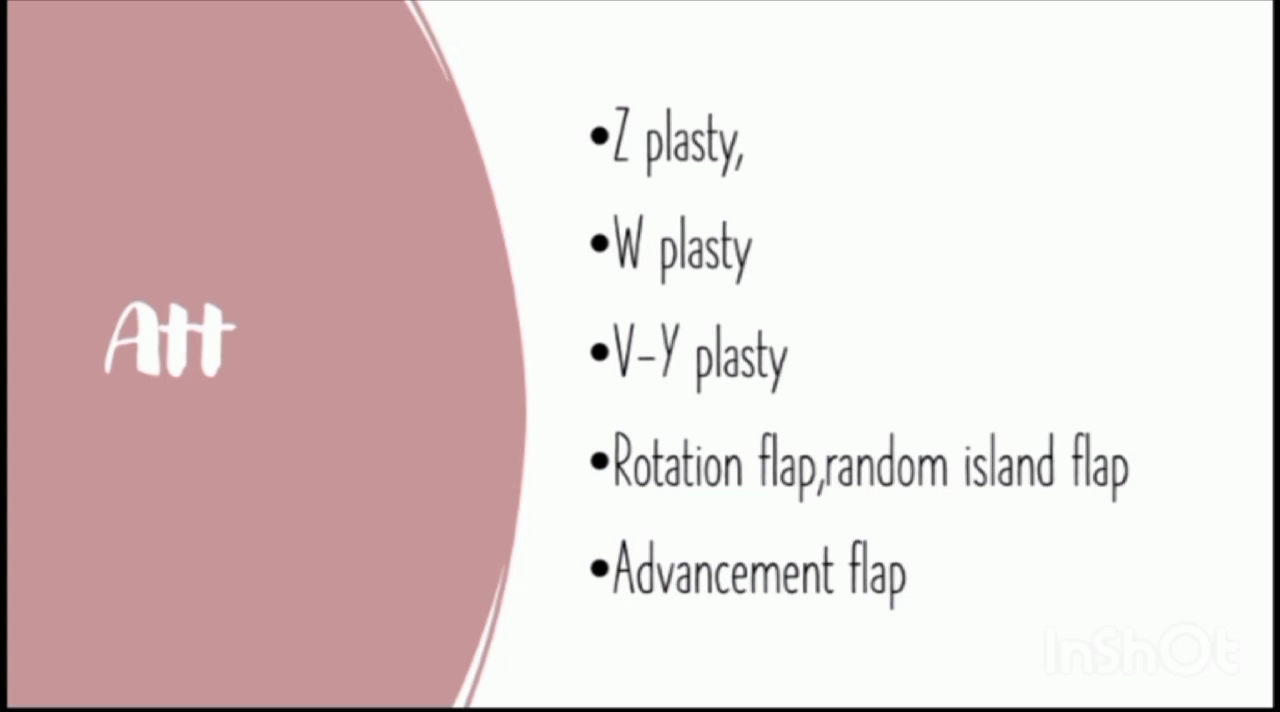 Att
•Z plasty,
•W plasty
•V-Y plasty
•Rotation flap,random island flap
•Advancement flap
InShOt